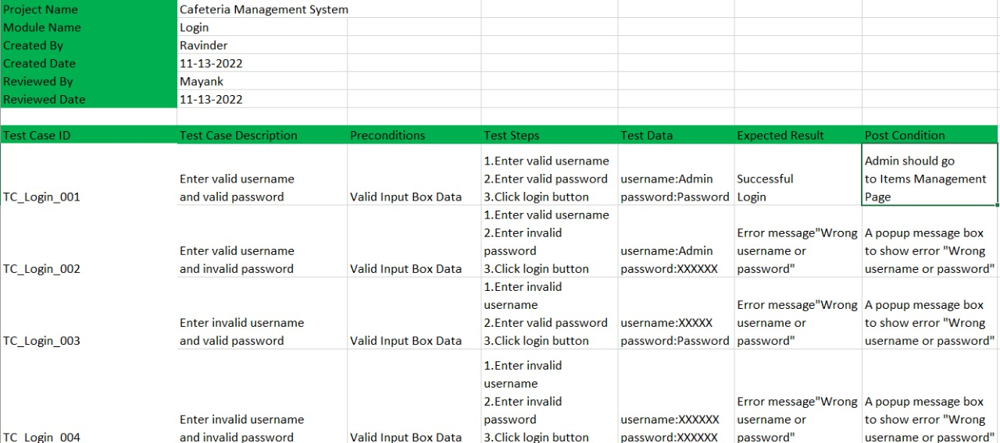 Project Name Cafeteria Management System
Module Name Login
Created By Ravinder
Created Date 11-13-2022
Reviewed By Mayank
Reviewed Date 11-13-2022
Test Case ID Test Case Description Preconditions Test Steps Test Data Expected Result Post Condition
1.Enter valid username Admin should go
Enter valid username 2.Enter valid password username:Admin Successful to Items Management
TC_Login_001 and valid password Valid Input Box Data 3.Click login button password:Password Login Page
1.Enter valid username
2.Enter invalid Error message"Wrong A popup message box
Enter valid username password username:Admin username or to show error "Wrong
TC_Login_002 and invalid password Valid Input Box Data 3.Click login button password:XXXXXX password" username or password"
1.Enter invalid
username Error message"Wrong A popup message box
Enter invalid username 2.Enter valid password username:XXXXX username or to show error "Wrong
TC_Login_003 and valid password Valid Input Box Data 3.Click login button password:Password password" username or password"
1.Enter invalid
username
2.Enter invalid Error message"Wrong A popup message box
Enter invalid username password username:XXXXXX username or to show error "Wrong
TC_Login_004 and invalid password Valid Input Box Data 3.Click login button password:XXXXXX password" username or password"